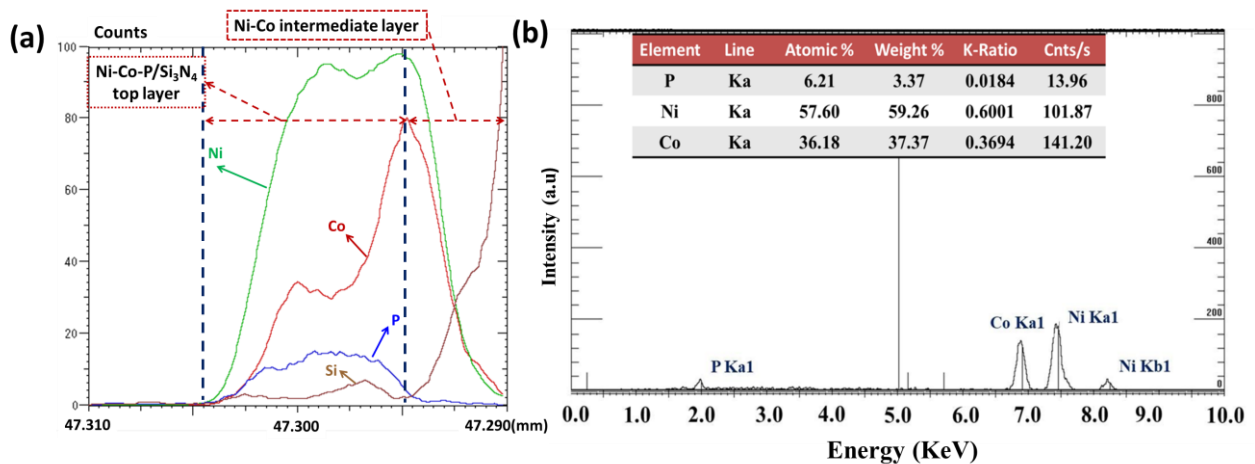 (a)
Counts
Ni-Co intermediate layer
Ni-Co-P/Si₃N₄
top layer
100
80
60
40
20
0
Ni
Co
P
Si
47.310
47.300
47.290(mm)
(b)
Element Line Atomic % Weight % K-Ratio Cnts/s
P Ka 6.21 3.37 0.0184 13.96
Ni Ka 57.60 59.26 0.6001 101.87
Co Ka 36.18 37.37 0.3694 141.20
800
600
400
200
0
Intensity (a.u)
P Ka1
Co Ka1
Ni Ka1
Ni Kb1
0.0 1.0 2.0 3.0 4.0 5.0 6.0 7.0 8.0 9.0 10.0
Energy (KeV)